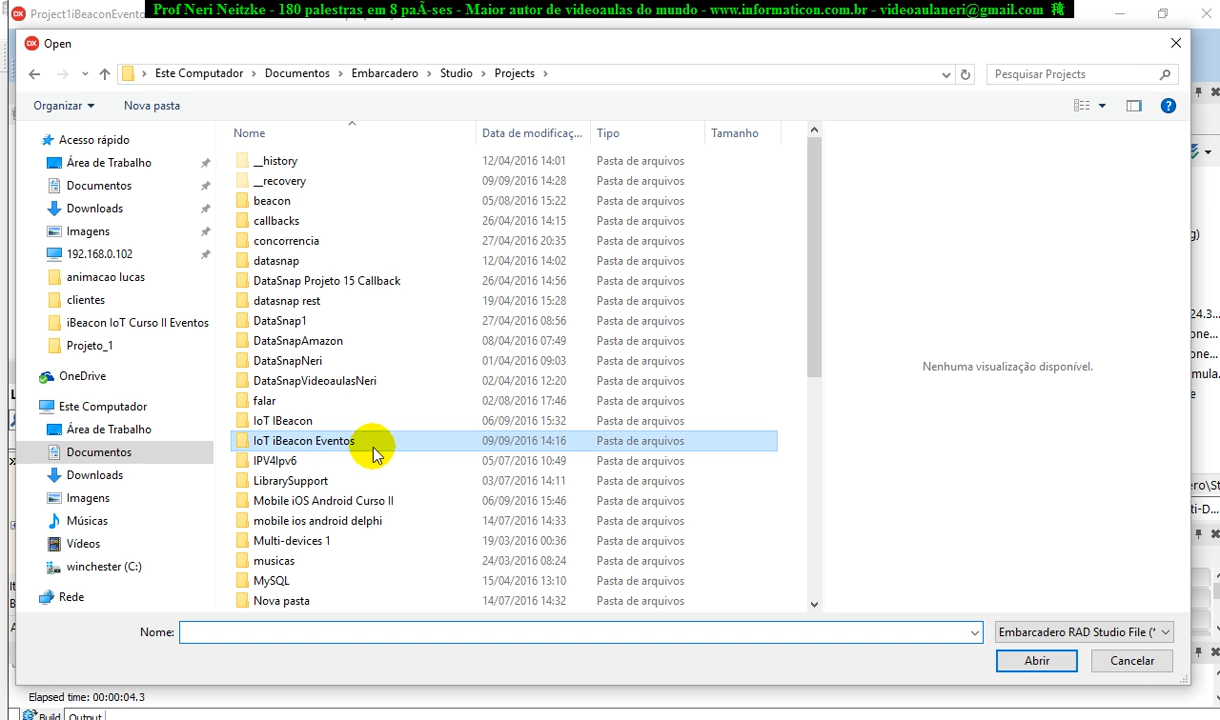 Project1iBeaconEvento
Prof Neri Neitzke - 180 palestras em 8 paÃ-ses - Maior autor de videoaulas do mundo - www.informaticon.com.br - videoaulaneri@gmail.com
Open
Este Computador > Documentos > Embarcadero > Studio > Projects >
Pesquisar Projects
Organizar
Nova pasta
Nome Data de modificaç... Tipo Tamanho
Acesso rápido
Área de Trabalho
Documentos
Downloads
Imagens
192.168.0.102
animacao lucas
clientes
iBeacon IoT Curso II Eventos
Projeto_1
OneDrive
Este Computador
Área de Trabalho
Documentos
Downloads
Imagens
Músicas
Vídeos
winchester (C:)
Rede
__history 12/04/2016 14:01 Pasta de arquivos
__recovery 09/09/2016 14:28 Pasta de arquivos
beacon 05/08/2016 15:22 Pasta de arquivos
callbacks 26/04/2016 14:15 Pasta de arquivos
concorrencia 27/04/2016 20:35 Pasta de arquivos
datasnap 12/04/2016 14:02 Pasta de arquivos
DataSnap Projeto 15 Callback 26/04/2016 14:56 Pasta de arquivos
datasnap rest 19/04/2016 15:28 Pasta de arquivos
DataSnap1 27/04/2016 08:56 Pasta de arquivos
DataSnapAmazon 08/04/2016 07:49 Pasta de arquivos
DataSnapNeri 01/04/2016 09:03 Pasta de arquivos
DataSnapVideoaulasNeri 02/04/2016 12:20 Pasta de arquivos
falar 02/08/2016 17:46 Pasta de arquivos
IoT IBeacon 06/09/2016 15:32 Pasta de arquivos
IoT iBeacon Eventos 09/09/2016 14:16 Pasta de arquivos
IPV4Ipv6 05/07/2016 10:49 Pasta de arquivos
LibrarySupport 03/07/2016 14:11 Pasta de arquivos
Mobile iOS Android Curso II 06/09/2016 15:46 Pasta de arquivos
mobile ios android delphi 14/07/2016 14:33 Pasta de arquivos
Multi-devices 1 19/03/2016 00:36 Pasta de arquivos
musicas 24/03/2016 08:24 Pasta de arquivos
MySQL 15/04/2016 13:10 Pasta de arquivos
Nova pasta 14/07/2016 14:32 Pasta de arquivos
Nenhuma visualização disponível.
Nome:
Embarcadero RAD Studio File (*
Abrir
Cancelar
Elapsed time: 00:00:04.3
Build Output